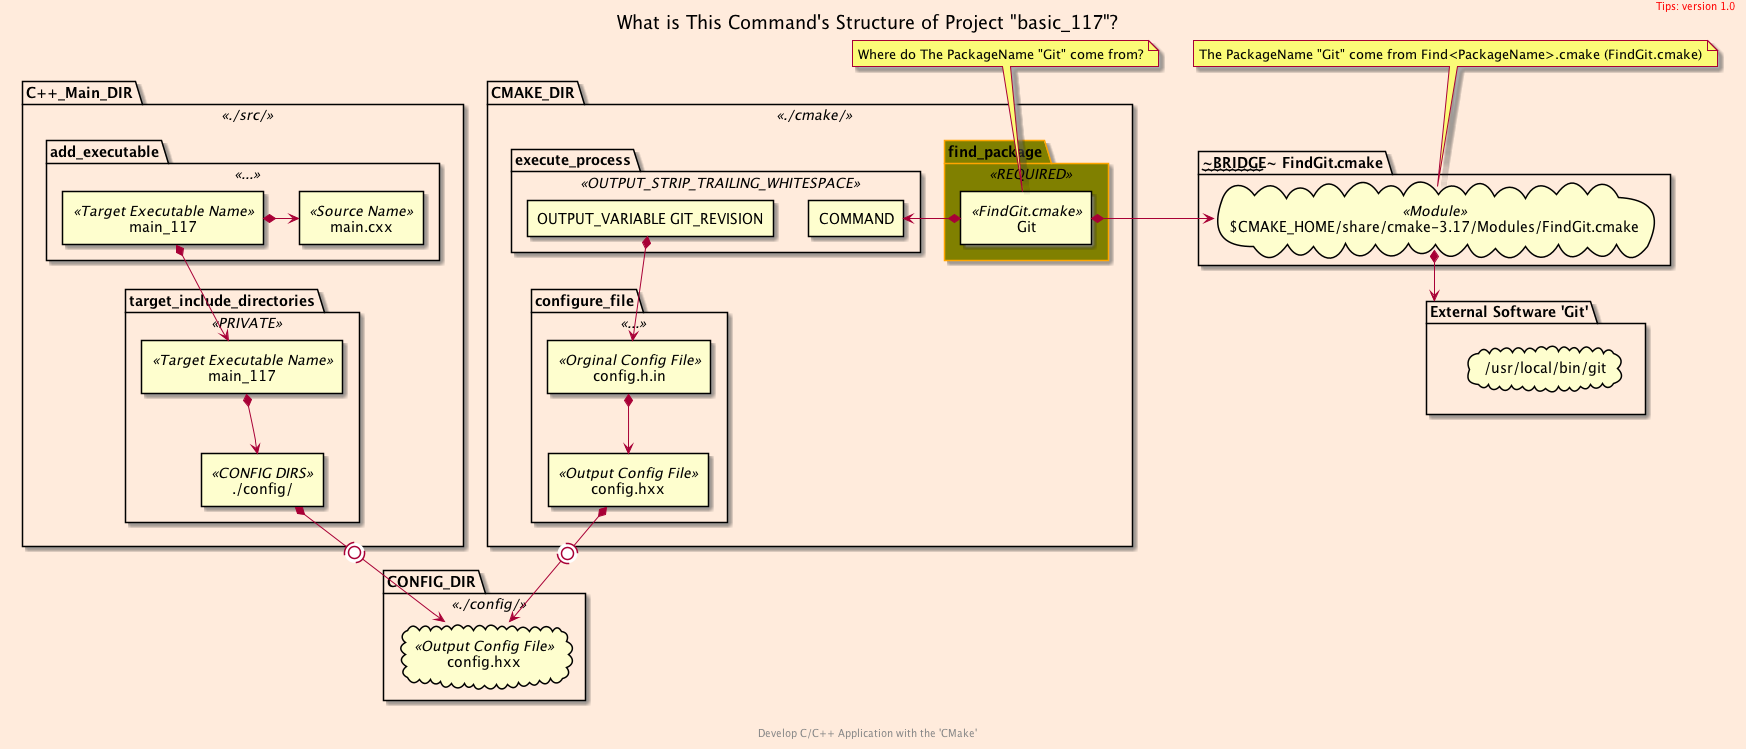 Tips: version 1.0
What is This Command's Structure of Project "basic_117"?
Where do The PackageName "Git" come from?
The PackageName "Git" come from Find<PackageName>.cmake (FindGit.cmake)
C++_Main_DIR
«./src/»
add_executable
«...»
«Target Executable Name»
main_117
«Source Name»
main.cxx
target_include_directories
«PRIVATE»
«Target Executable Name»
main_117
«CONFIG DIRS»
./config/
CMAKE_DIR
«./cmake/»
execute_process
«OUTPUT_STRIP_TRAILING_WHITESPACE»
OUTPUT_VARIABLE GIT_REVISION
COMMAND
find_package
«REQUIRED»
«FindGit.cmake»
Git
configure_file
«...»
«Orginal Config File»
config.h.in
«Output Config File»
config.hxx
~BRIDGE~ FindGit.cmake
«Module»
$CMAKE_HOME/share/cmake-3.17/Modules/FindGit.cmake
External Software 'Git'
/usr/local/bin/git
CONFIG_DIR
«./config/»
«Output Config File»
config.hxx
Develop C/C++ Application with the 'CMake'